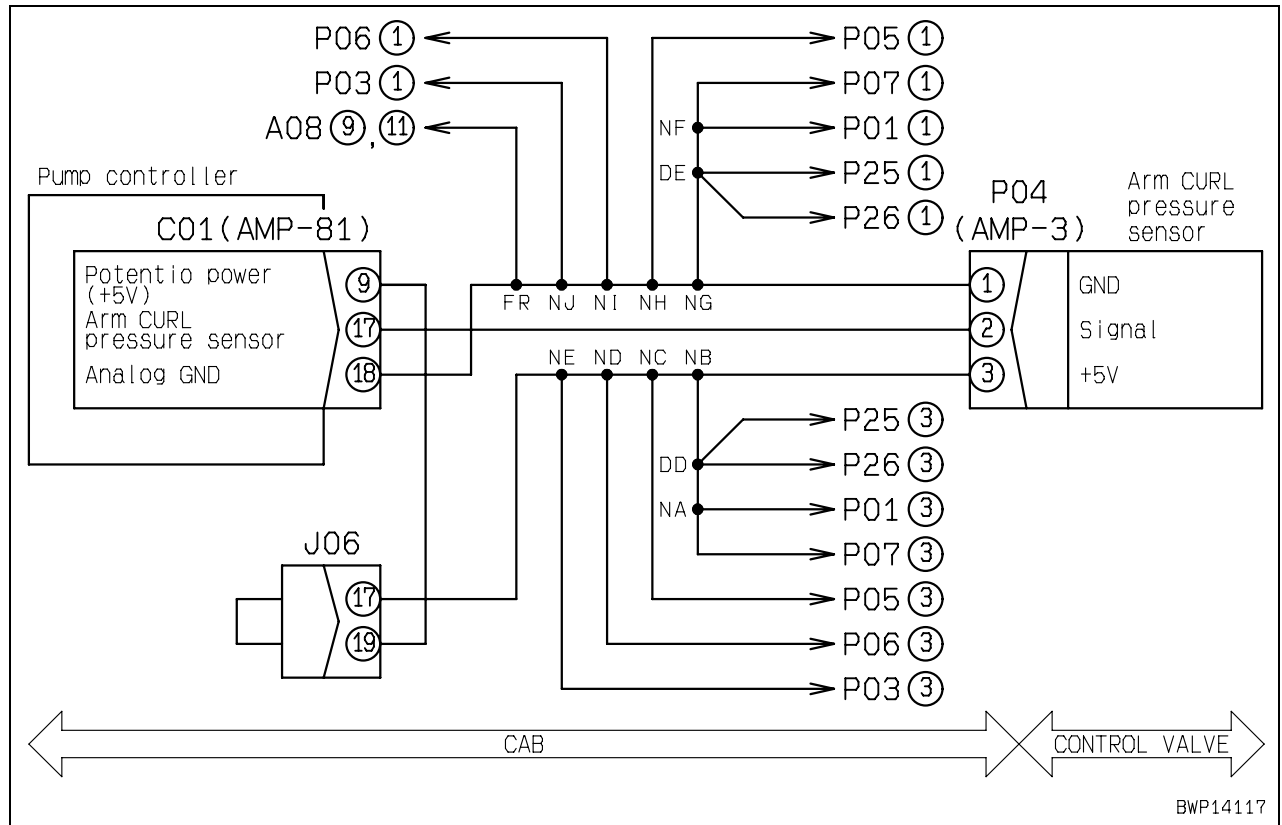 P06 ①
P03 ①
A08 ⑨, ⑪
P05 ①
P07 ①
NF P01 ①
DE P25 ①
P26 ①
Pump controller
C01(AMP-81)
P04
(AMP-3)
Arm CURL
pressure
sensor
Potentio power
(+5V)
⑨
Arm CURL
pressure sensor
⑰
Analog GND
⑱
FR NJ NI NH NG
① GND
② Signal
③ +5V
NE ND NC NB
P25 ③
DD P26 ③
NA P01 ③
P07 ③
P05 ③
P06 ③
P03 ③
J06
⑰
⑲
CAB
CONTROL VALVE
BWP14117